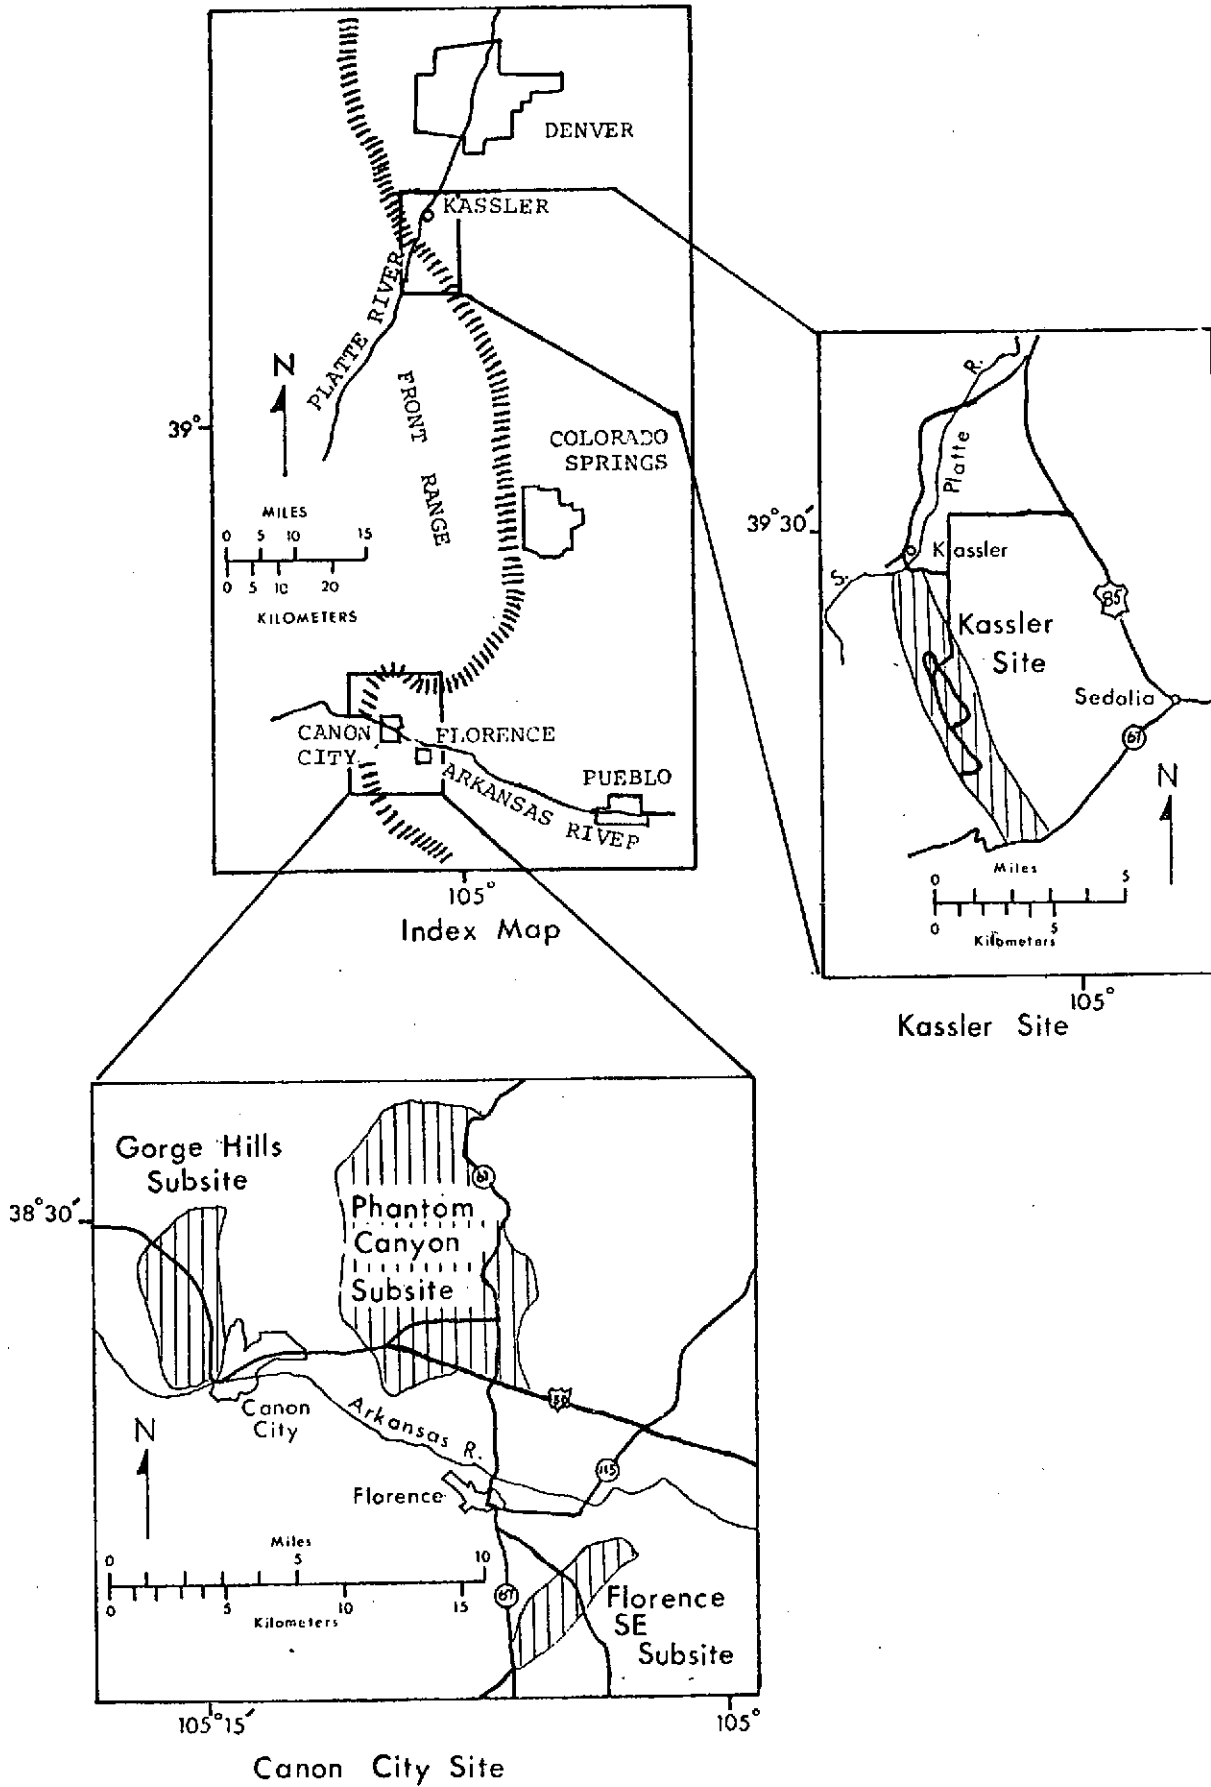 DENVER
KASSLER
PLATTE RIVER
N
FRONT RANGE
39°
COLORADO
SPRINGS
MILES
0 5 10 15
0 5 10 20
KILOMETERS
CANON
CITY
FLORENCE
ARKANSAS RIVER
PUEBLO
105°
Index Map
S. Platte R.
39°30′
Kassler
85
Kassler
Site
Sedolia
67
N
0 Miles 5
0 5
Kilometers
105°
Kassler Site
Gorge Hills
Subsite
38°30′
Phantom
Canyon
Subsite
67
Canon
City
Arkansas R.
50
115
N
Florence
Miles
0 5 10
0 5 10 15
Kilometers
67
Florence
SE
Subsite
105°15′
105°
Canon City Site